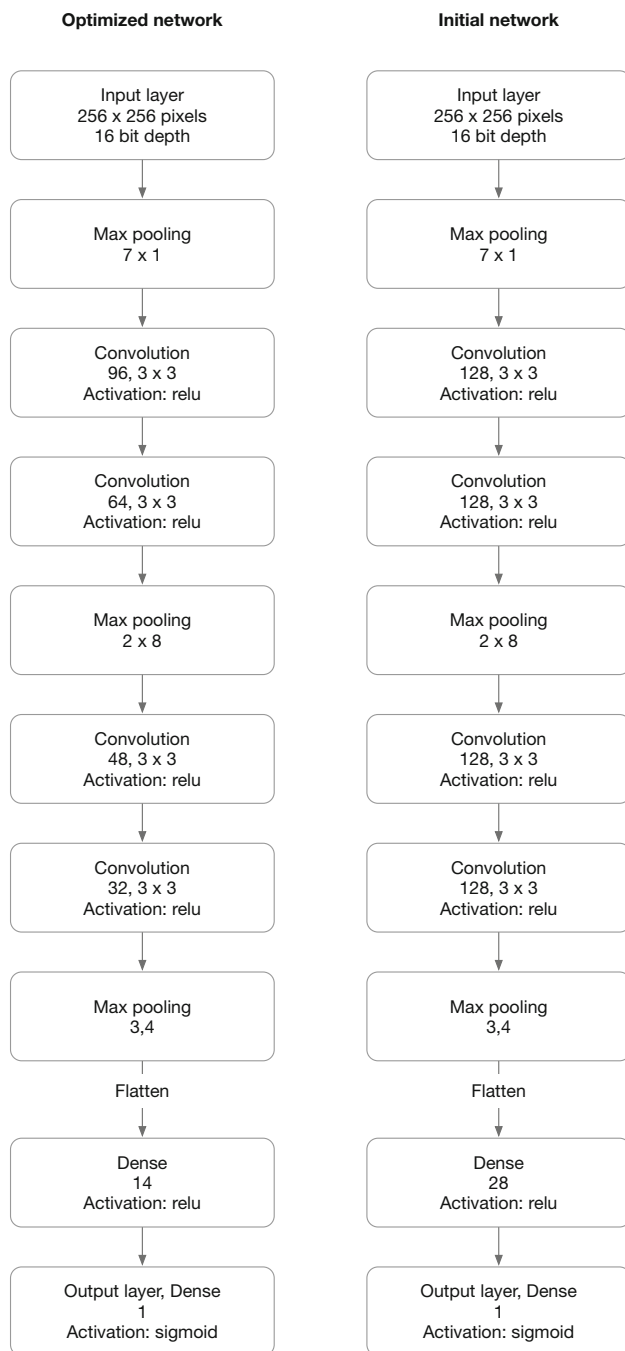 Optimized network
Input layer
256 x 256 pixels
16 bit depth
Max pooling
7 x 1
Convolution
96, 3 x 3
Activation: relu
Convolution
64, 3 x 3
Activation: relu
Max pooling
2 x 8
Convolution
48, 3 x 3
Activation: relu
Convolution
32, 3 x 3
Activation: relu
Max pooling
3,4
Flatten
Dense
14
Activation: relu
Output layer, Dense
1
Activation: sigmoid
Initial network
Input layer
256 x 256 pixels
16 bit depth
Max pooling
7 x 1
Convolution
128, 3 x 3
Activation: relu
Convolution
128, 3 x 3
Activation: relu
Max pooling
2 x 8
Convolution
128, 3 x 3
Activation: relu
Convolution
128, 3 x 3
Activation: relu
Max pooling
3,4
Flatten
Dense
28
Activation: relu
Output layer, Dense
1
Activation: sigmoid